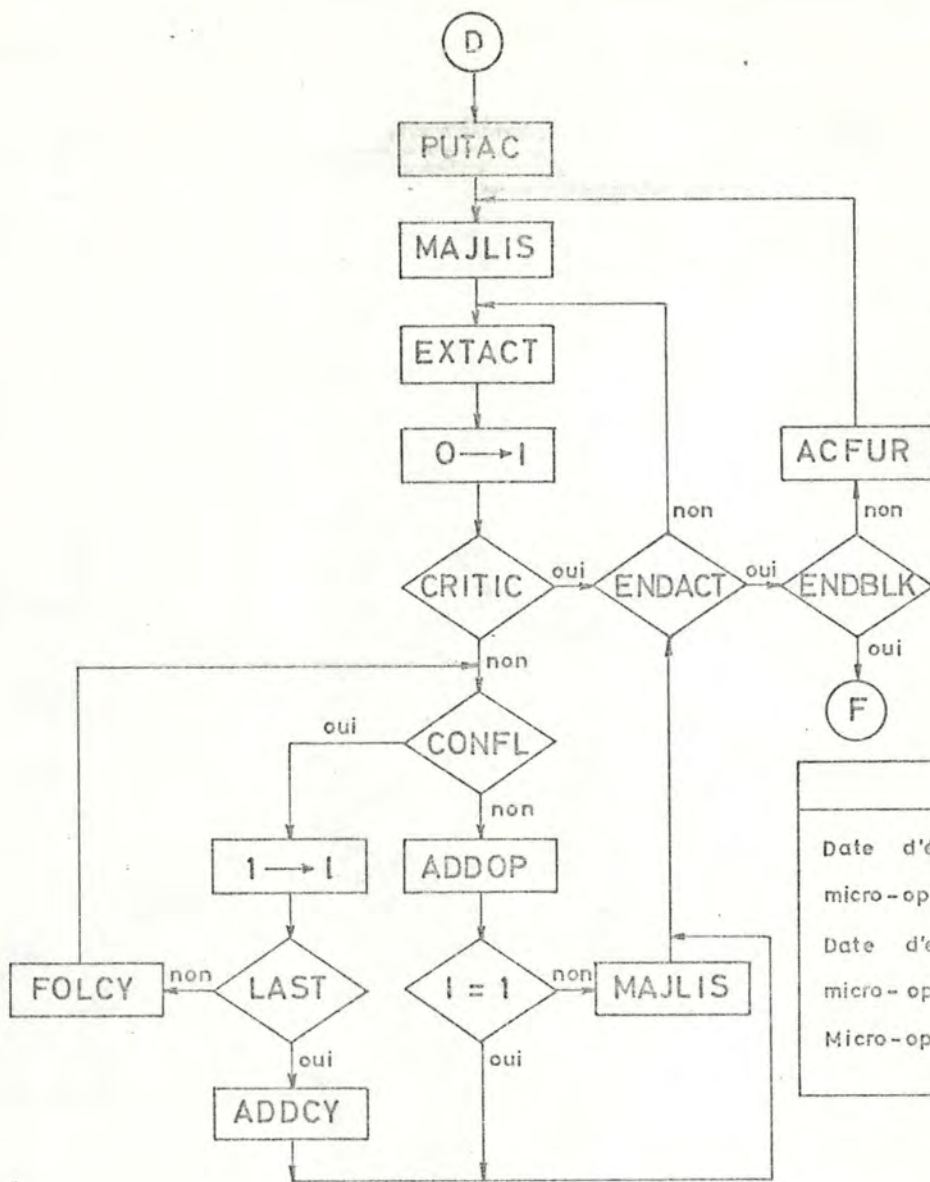 D
PUTAC
MAJLIS
EXTACT
0 → I
ACFUR
non
non
CRITIC
oui
ENDACT
oui
ENDBLK
non
oui
F
oui
CONFL
non
1 → I
ADDOP
Date d'é
micro-op
Date d'e
FOLCY
non
LAST
I = 1
non
MAJLIS
micro-op
Micro-op
oui
oui
ADDCY